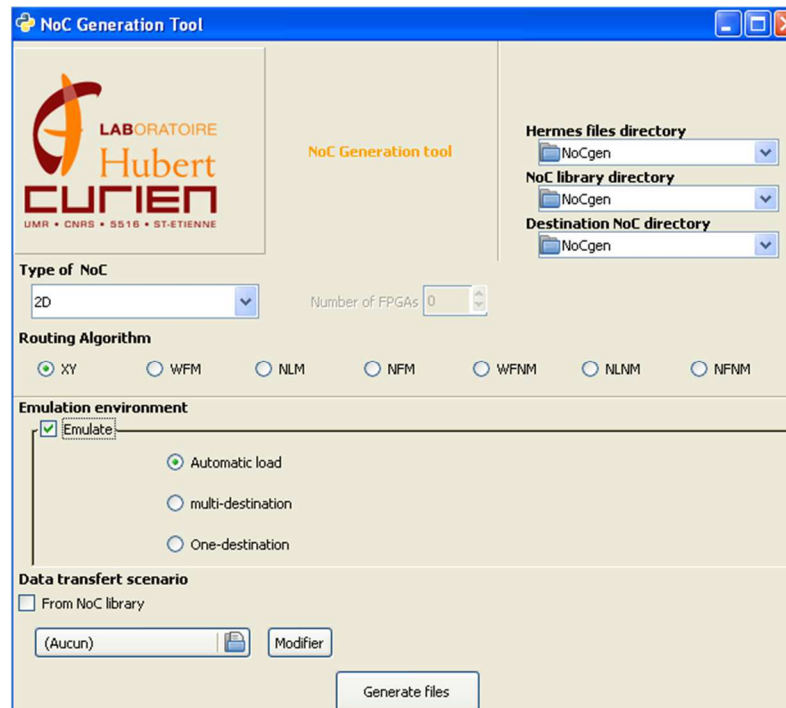 NoC Generation Tool
LABORATOIRE
Hubert
CURIEN
UMR • CNRS • 5516 • ST-ETIENNE
NoC Generation tool
Hermes files directory
NoCgen
NoC library directory
NoCgen
Destination NoC directory
NoCgen
Type of NoC
2D
Number of FPGAs 0
Routing Algorithm
XY WFM NLM NFM WFNM NLNM NFNM
Emulation environment
Emulate
Automatic load
multi-destination
One-destination
Data transfert scenario
From NoC library
(Aucun) Modifier
Generate files